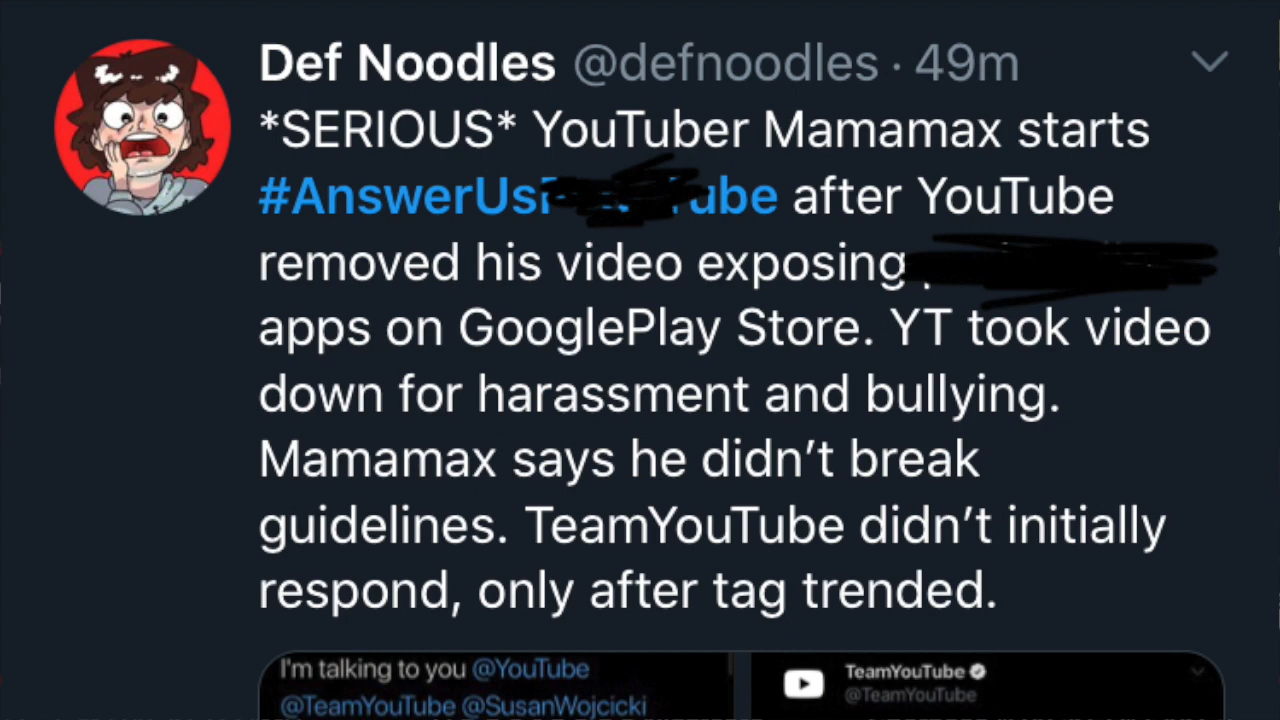 Def Noodles @defnoodles · 49m
*SERIOUS* YouTuber Mamamax starts
#AnswerUs ube after YouTube
removed his video exposing
apps on GooglePlay Store. YT took video
down for harassment and bullying.
Mamamax says he didn't break
guidelines. TeamYouTube didn't initially
respond, only after tag trended.
I'm talking to you @YouTube
@TeamYouTube @SusanWojcicki
TeamYouTube
@TeamYouTube